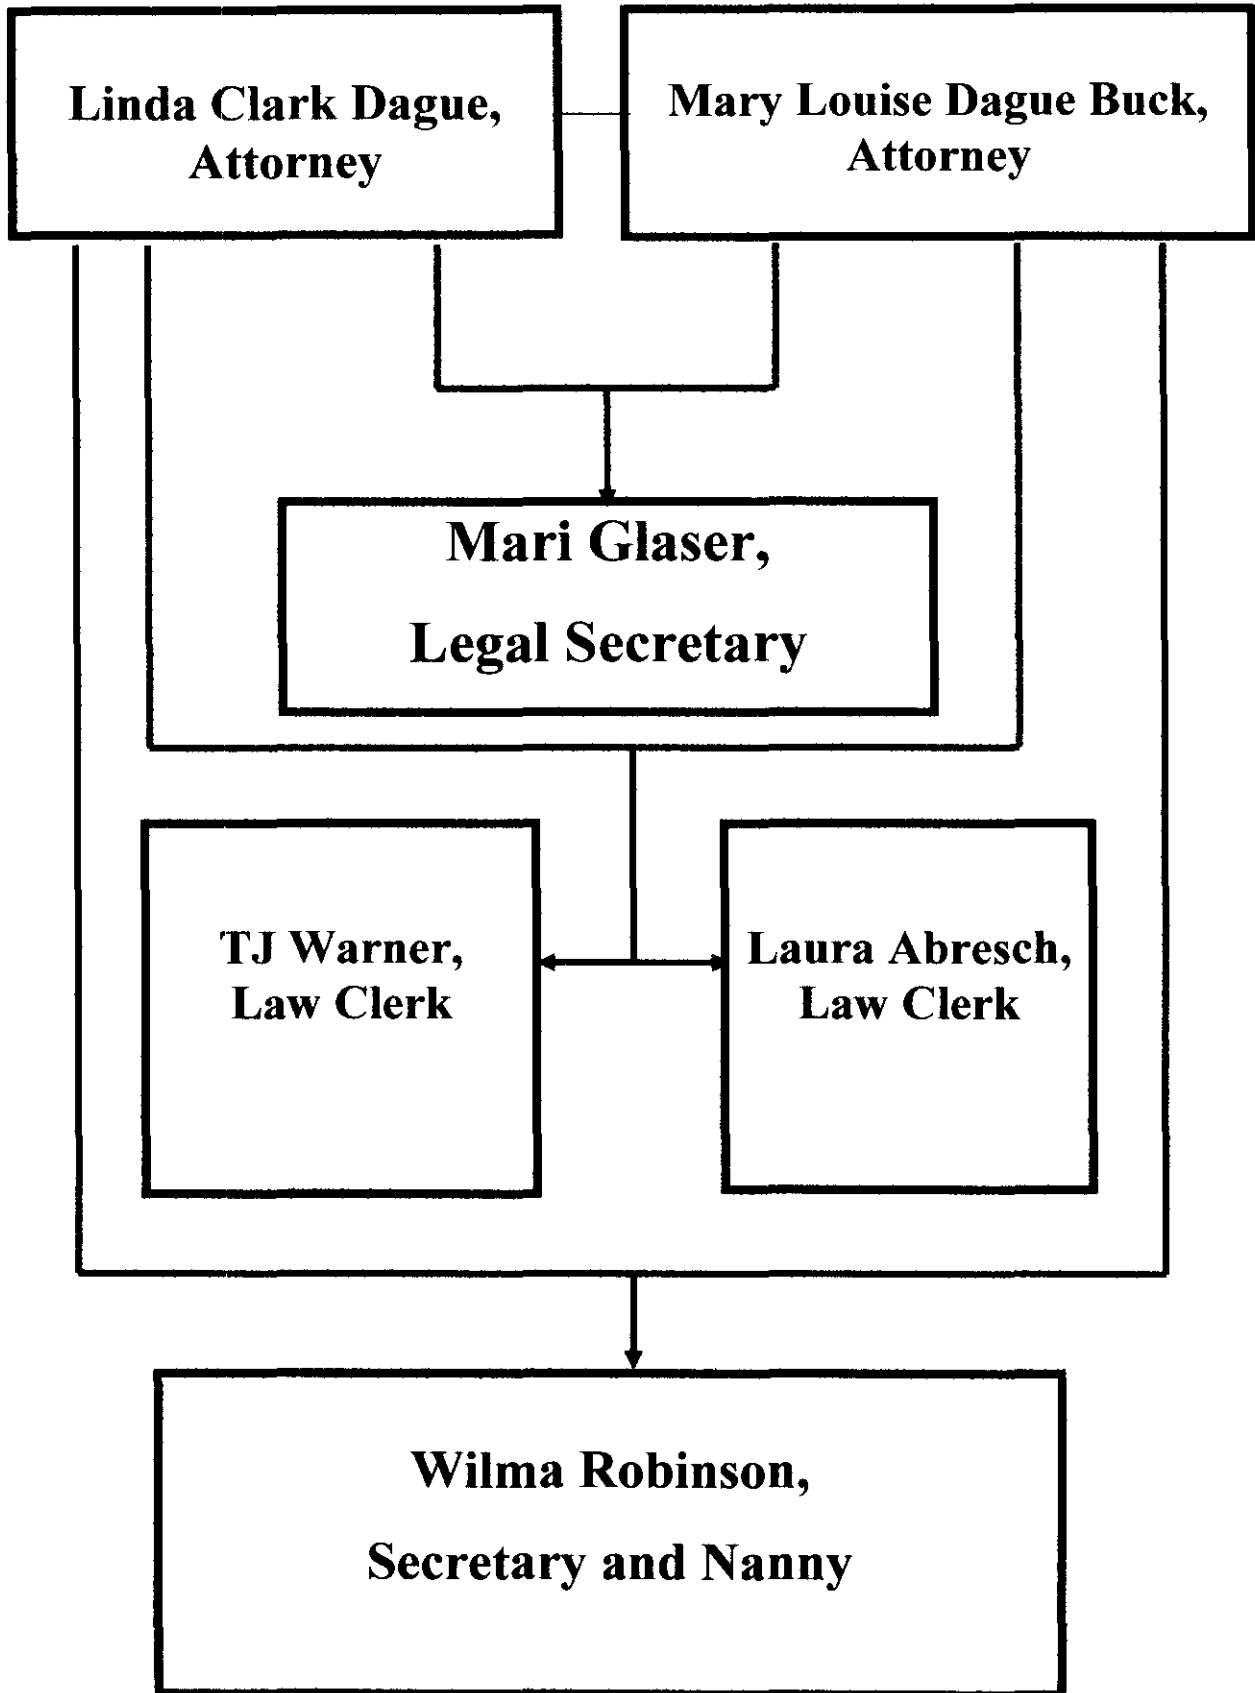 Linda Clark Dague,
Attorney
Mary Louise Dague Buck,
Attorney
Mari Glaser,
Legal Secretary
TJ Warner,
Law Clerk
Laura Abresch,
Law Clerk
Wilma Robinson,
Secretary and Nanny